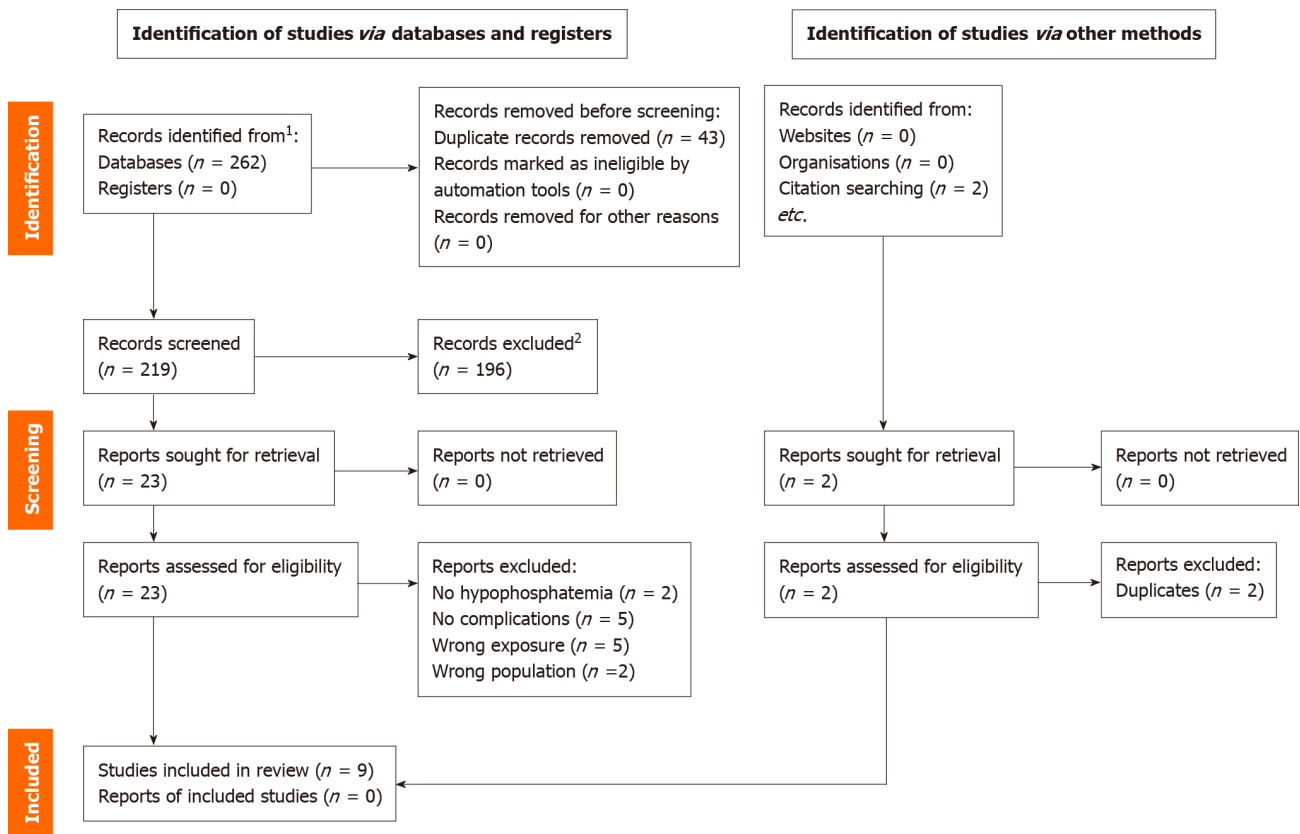 Identification of studies via databases and registers
Identification of studies via other methods
Identification
Records identified from1:
Databases (n = 262)
Registers (n = 0)
Records removed before screening:
Duplicate records removed (n = 43)
Records marked as ineligible by
automation tools (n = 0)
Records removed for other reasons
(n = 0)
Records identified from:
Websites (n = 0)
Organisations (n = 0)
Citation searching (n = 2)
etc.
Records screened
(n = 219)
Records excluded2
(n = 196)
Screening
Reports sought for retrieval
(n = 23)
Reports not retrieved
(n = 0)
Reports sought for retrieval
(n = 2)
Reports not retrieved
(n = 0)
Reports assessed for eligibility
(n = 23)
Reports excluded:
No hypophosphatemia (n = 2)
No complications (n = 5)
Wrong exposure (n = 5)
Wrong population (n =2)
Reports assessed for eligibility
(n = 2)
Reports excluded:
Duplicates (n = 2)
Included
Studies included in review (n = 9)
Reports of included studies (n = 0)